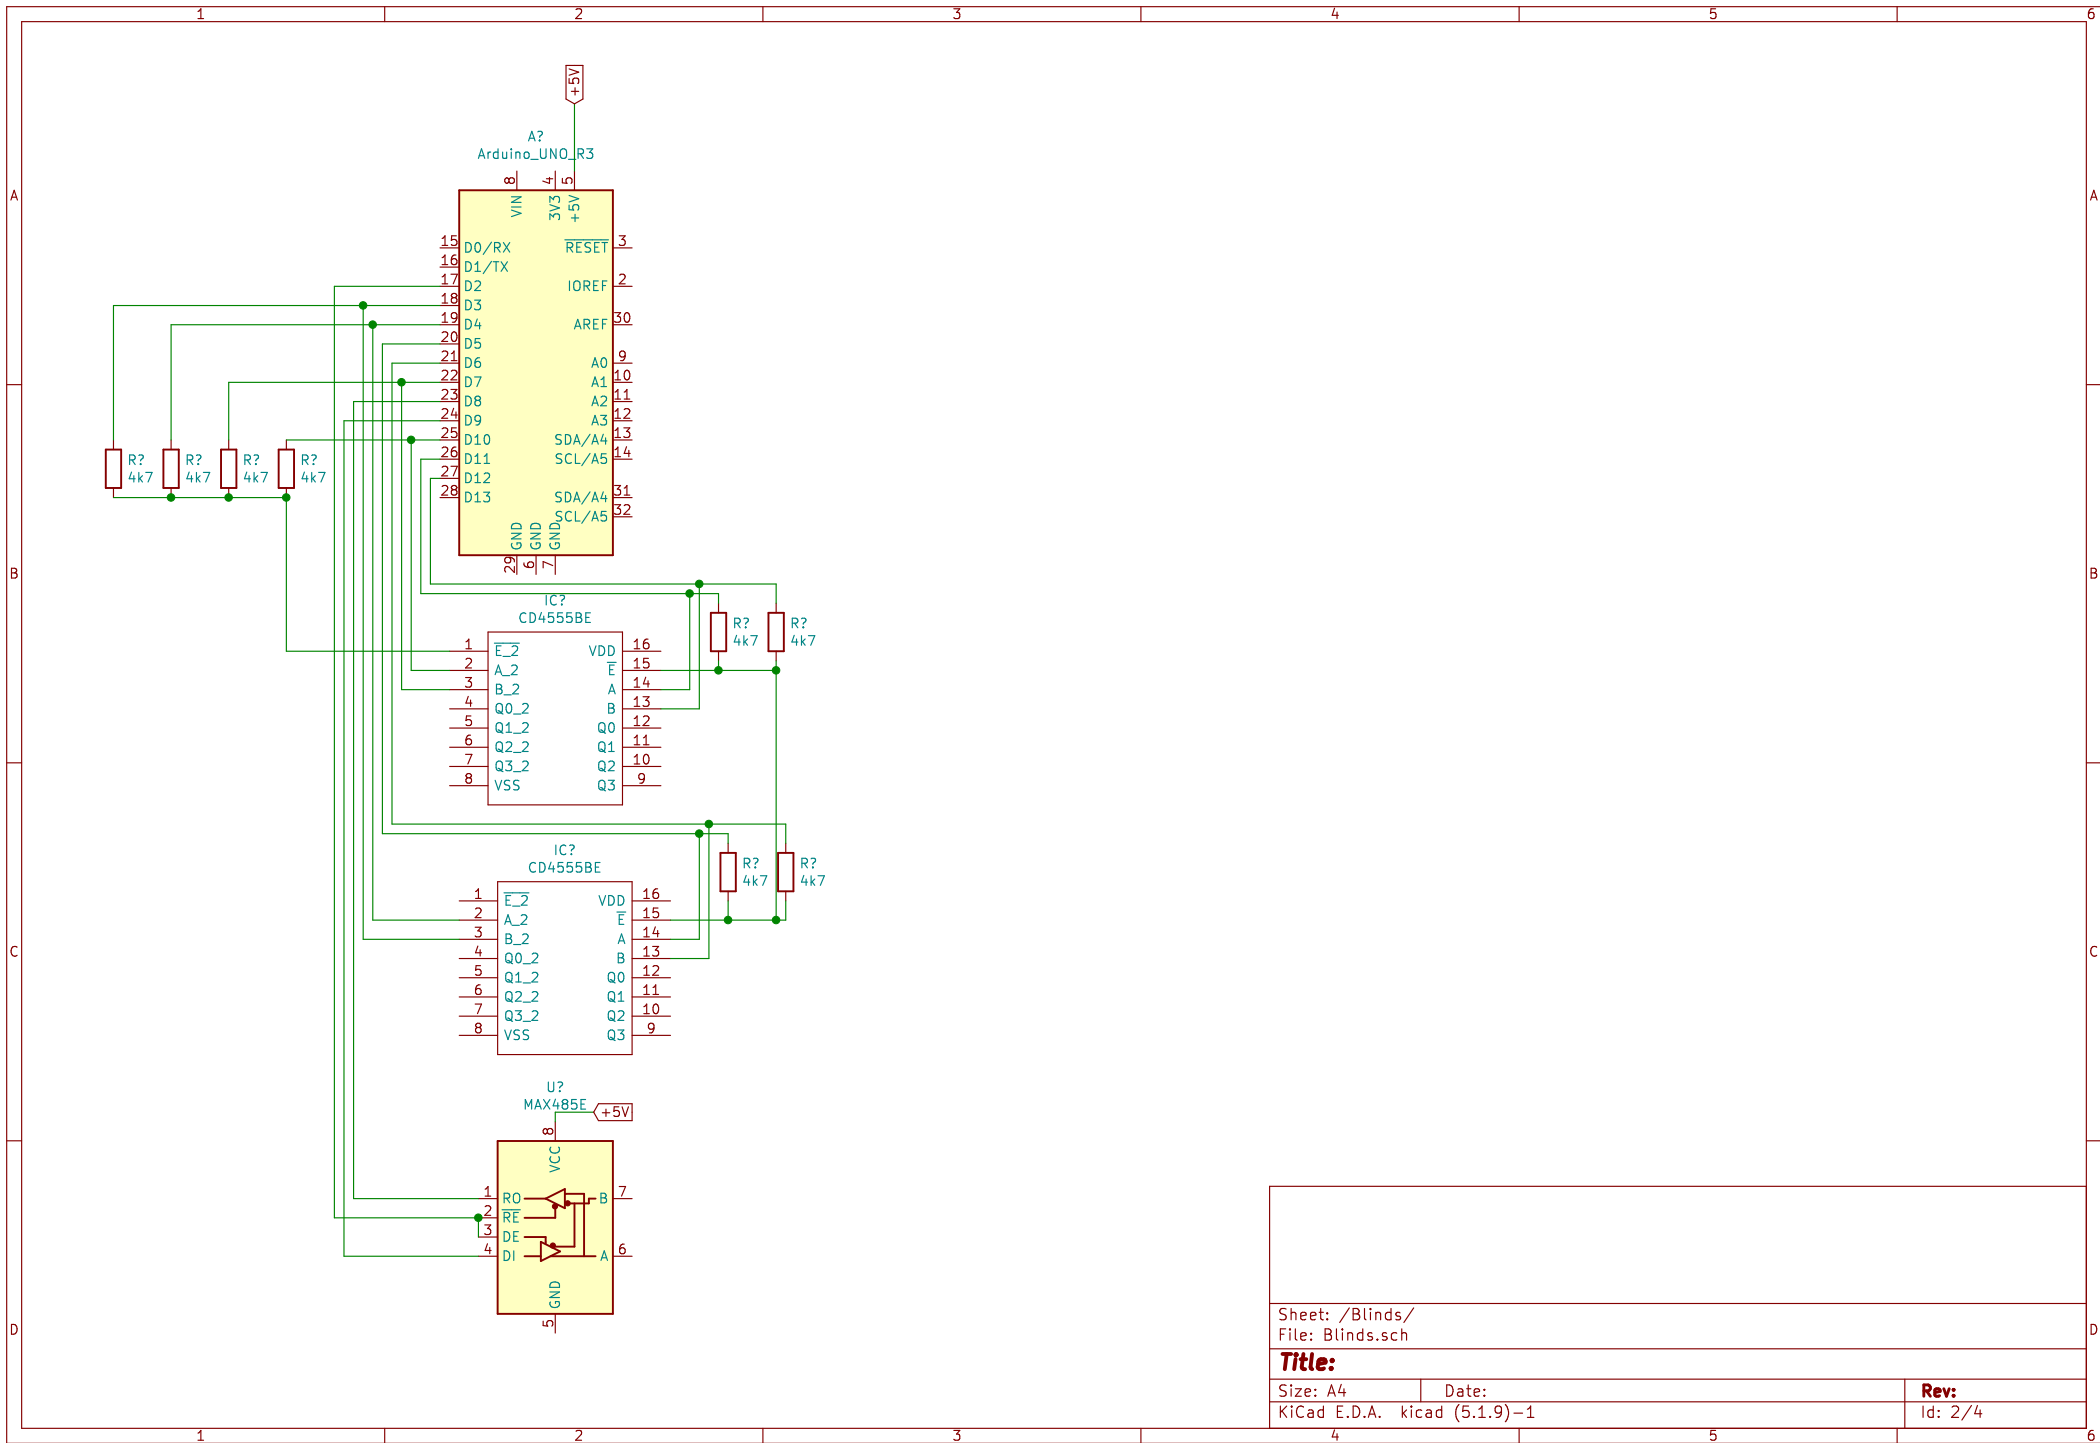 1 2 3 4 5 6
+5V
A?
Arduino_UNO_R3
8 4 5
VIN 3V3 +5V
A A
15 D0/RX RESET 3
16 D1/TX
17 D2 IOREF 2
18 D3
19 D4 AREF 30
20 D5
21 D6 A0 9
22 D7 A1 10
23 D8 A2 11
24 D9 A3 12
25 D10 SDA/A4 13
26 D11 SCL/A5 14
27 D12
28 D13 SDA/A4 31
SCL/A5 32
R? R? R? R?
4k7 4k7 4k7 4k7
GND GND GND
29 6 7
B B
IC?
CD4555BE
R? R?
4k7 4k7
1 E_2 VDD 16
2 A_2 E 15
3 B_2 A 14
4 Q0_2 B 13
5 Q1_2 Q0 12
6 Q2_2 Q1 11
7 Q3_2 Q2 10
8 VSS Q3 9
IC?
CD4555BE
R? R?
4k7 4k7
1 E_2 VDD 16
2 A_2 E 15
3 B_2 A 14
4 Q0_2 B 13
5 Q1_2 Q0 12
6 Q2_2 Q1 11
7 Q3_2 Q2 10
8 VSS Q3 9
C C
U?
MAX485E
+5V
8
VCC
1 RO B 7
2 RE
3 DE
4 DI A 6
GND
5
D D
Sheet: /Blinds/
File: Blinds.sch
Title:
Size: A4 Date: Rev:
KiCad E.D.A. kicad (5.1.9)-1 Id: 2/4
1 2 3 4 5 6